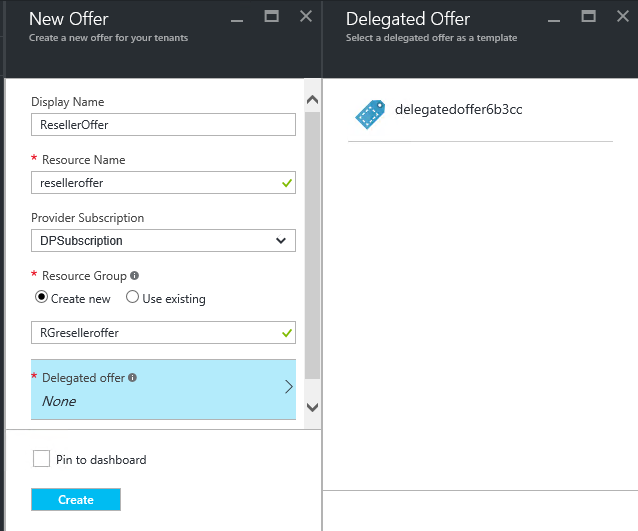 New Offer
Create a new offer for your tenants
Display Name
ResellerOffer
* Resource Name
reselleroffer
Provider Subscription
DPSubscription
* Resource Group
Create new Use existing
RGreselleroffer
* Delegated offer
None
Pin to dashboard
Create
Delegated Offer
Select a delegated offer as a template
delegatedoffer6b3cc